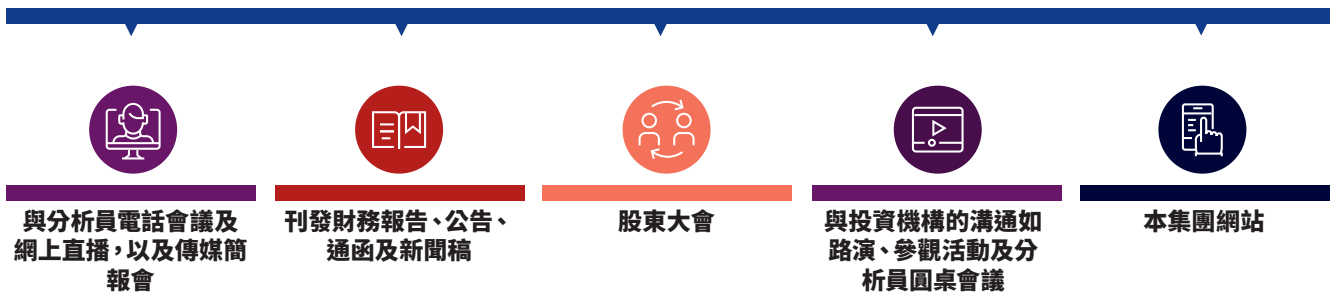 與分析員電話會議及
網上直播，以及傳媒簡
報會
刊發財務報告、公告、
通函及新聞稿
股東大會
與投資機構的溝通如
路演、參觀活動及分
析員圓桌會議
本集團網站